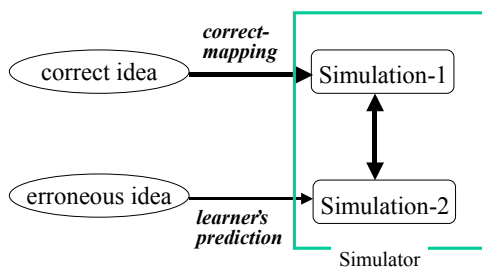 correct-
mapping
correct idea
Simulation-1
erroneous idea
Simulation-2
learner's
prediction
Simulator